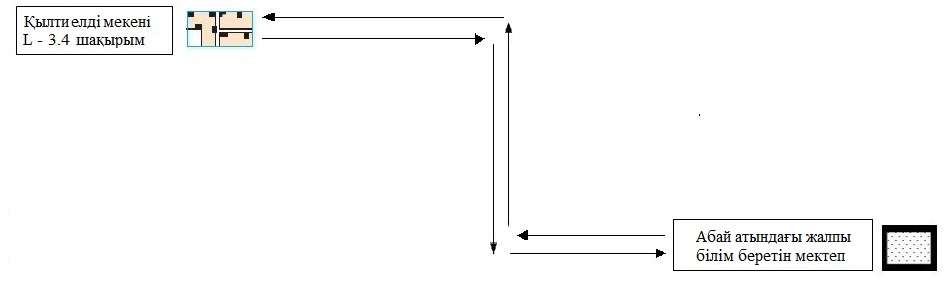 Қылти елді мекені
L - 3.4 шақырым
Абай атындағы жалпы
білім беретін мектеп